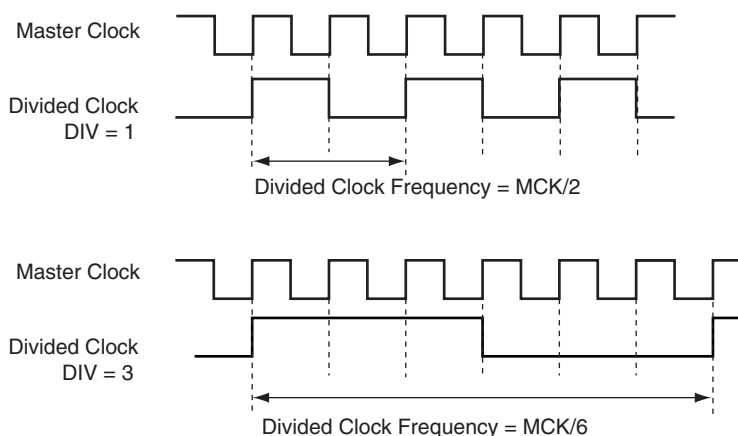 Master Clock
Divided Clock
DIV = 1
Divided Clock Frequency = MCK/2
Master Clock
Divided Clock
DIV = 3
Divided Clock Frequency = MCK/6